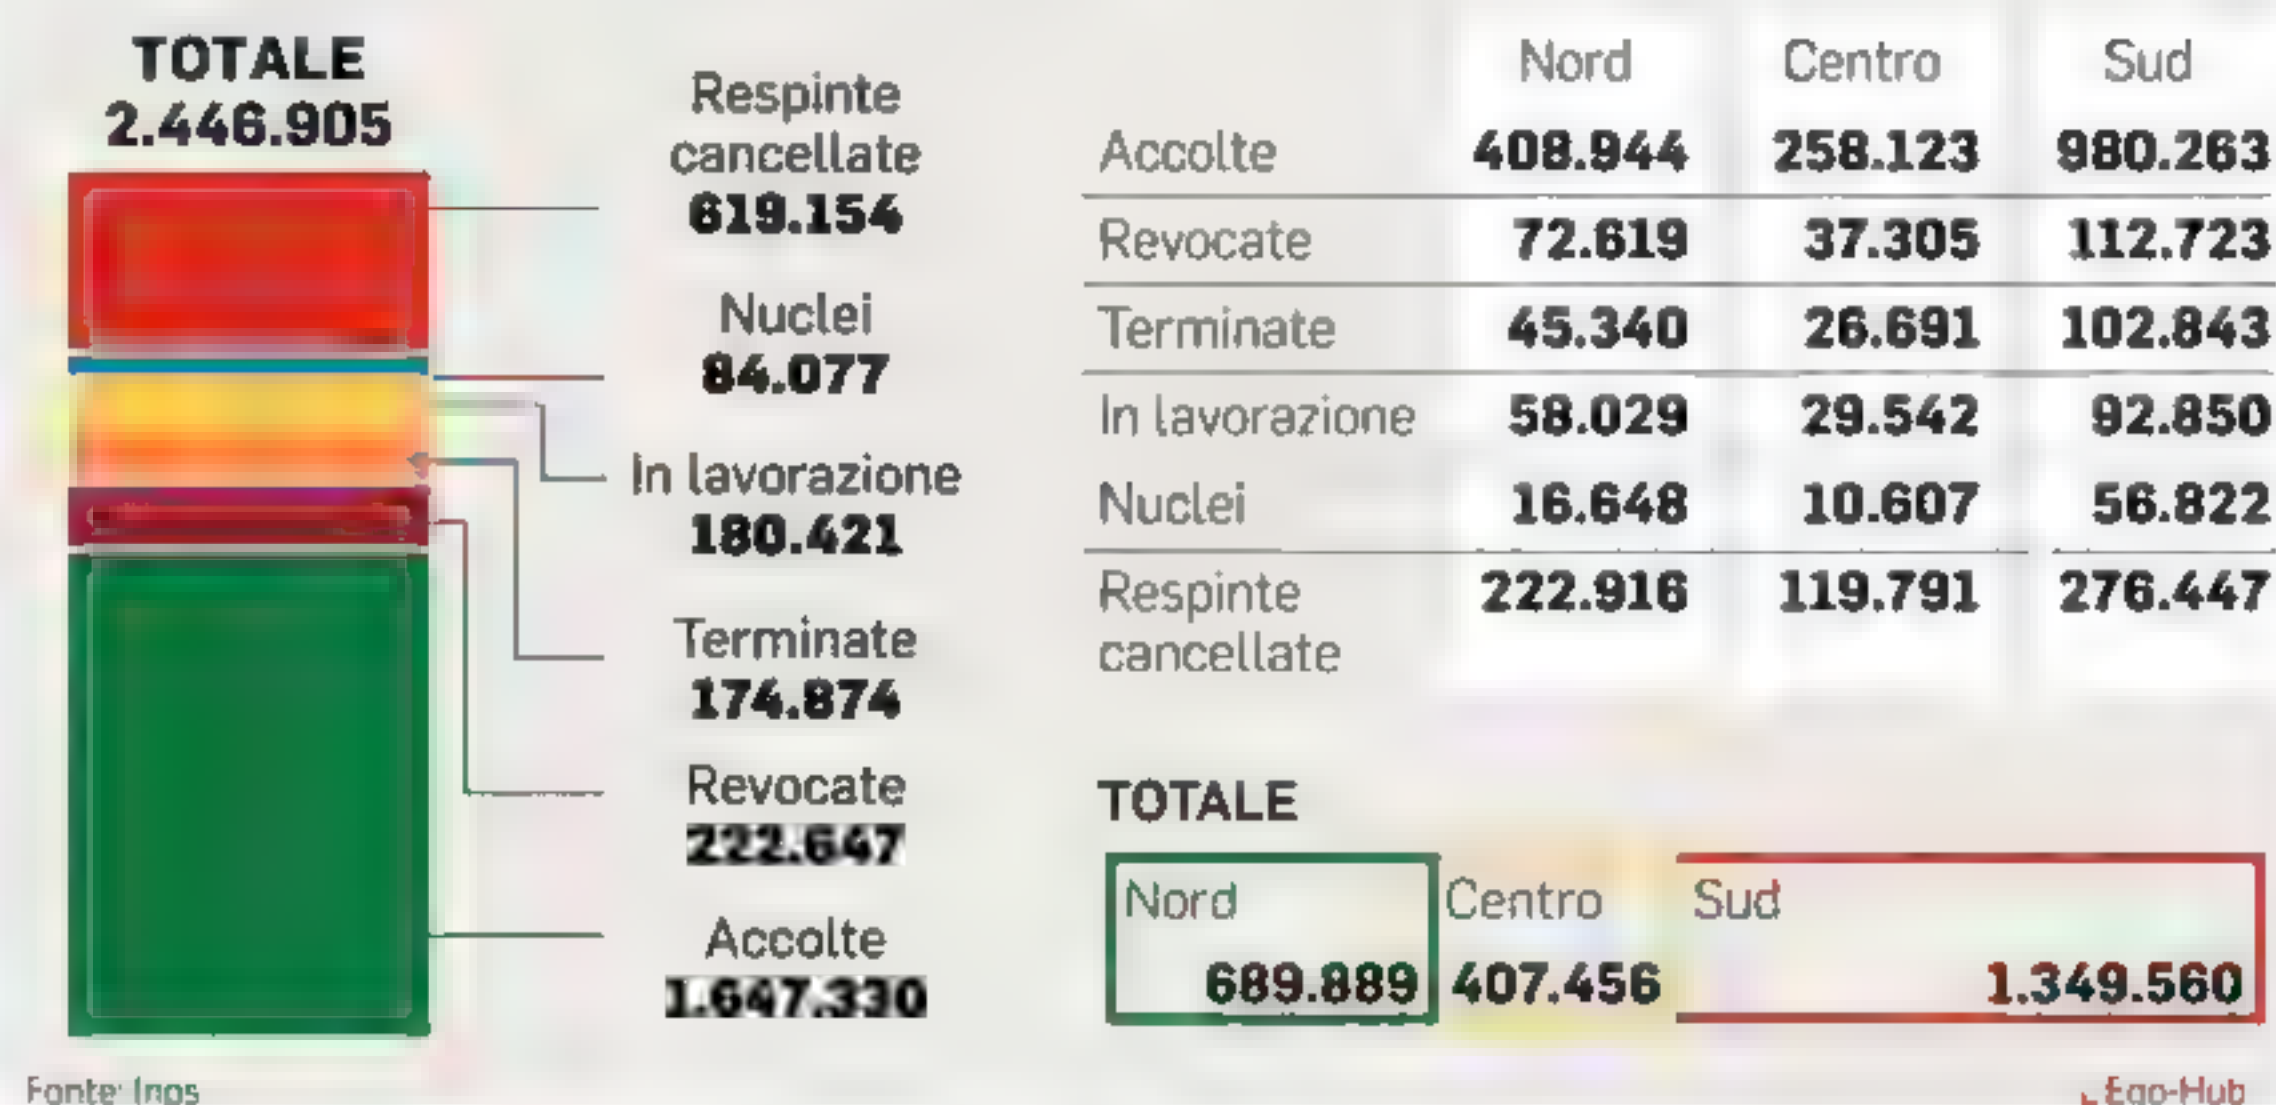 TOTALE
2.446.905
Respinte
cancellate
619.154
Nuclei
84.077
In lavorazione
180.421
Terminate
174.874
Revocate
222.647
Accolte
1.647.330
Nord Centro Sud
Accolte 408.944 258.123 980.263
Revocate 72.619 37.305 112.723
Terminate 45.340 26.691 102.843
In lavorazione 58.029 29.542 92.850
Nuclei 16.648 10.607 56.822
Respinte 222.916 119.791 276.447
cancellate
TOTALE
Nord Centro Sud
689.889 407.456 1.349.560
Fonte: Inps
Ego-Hub